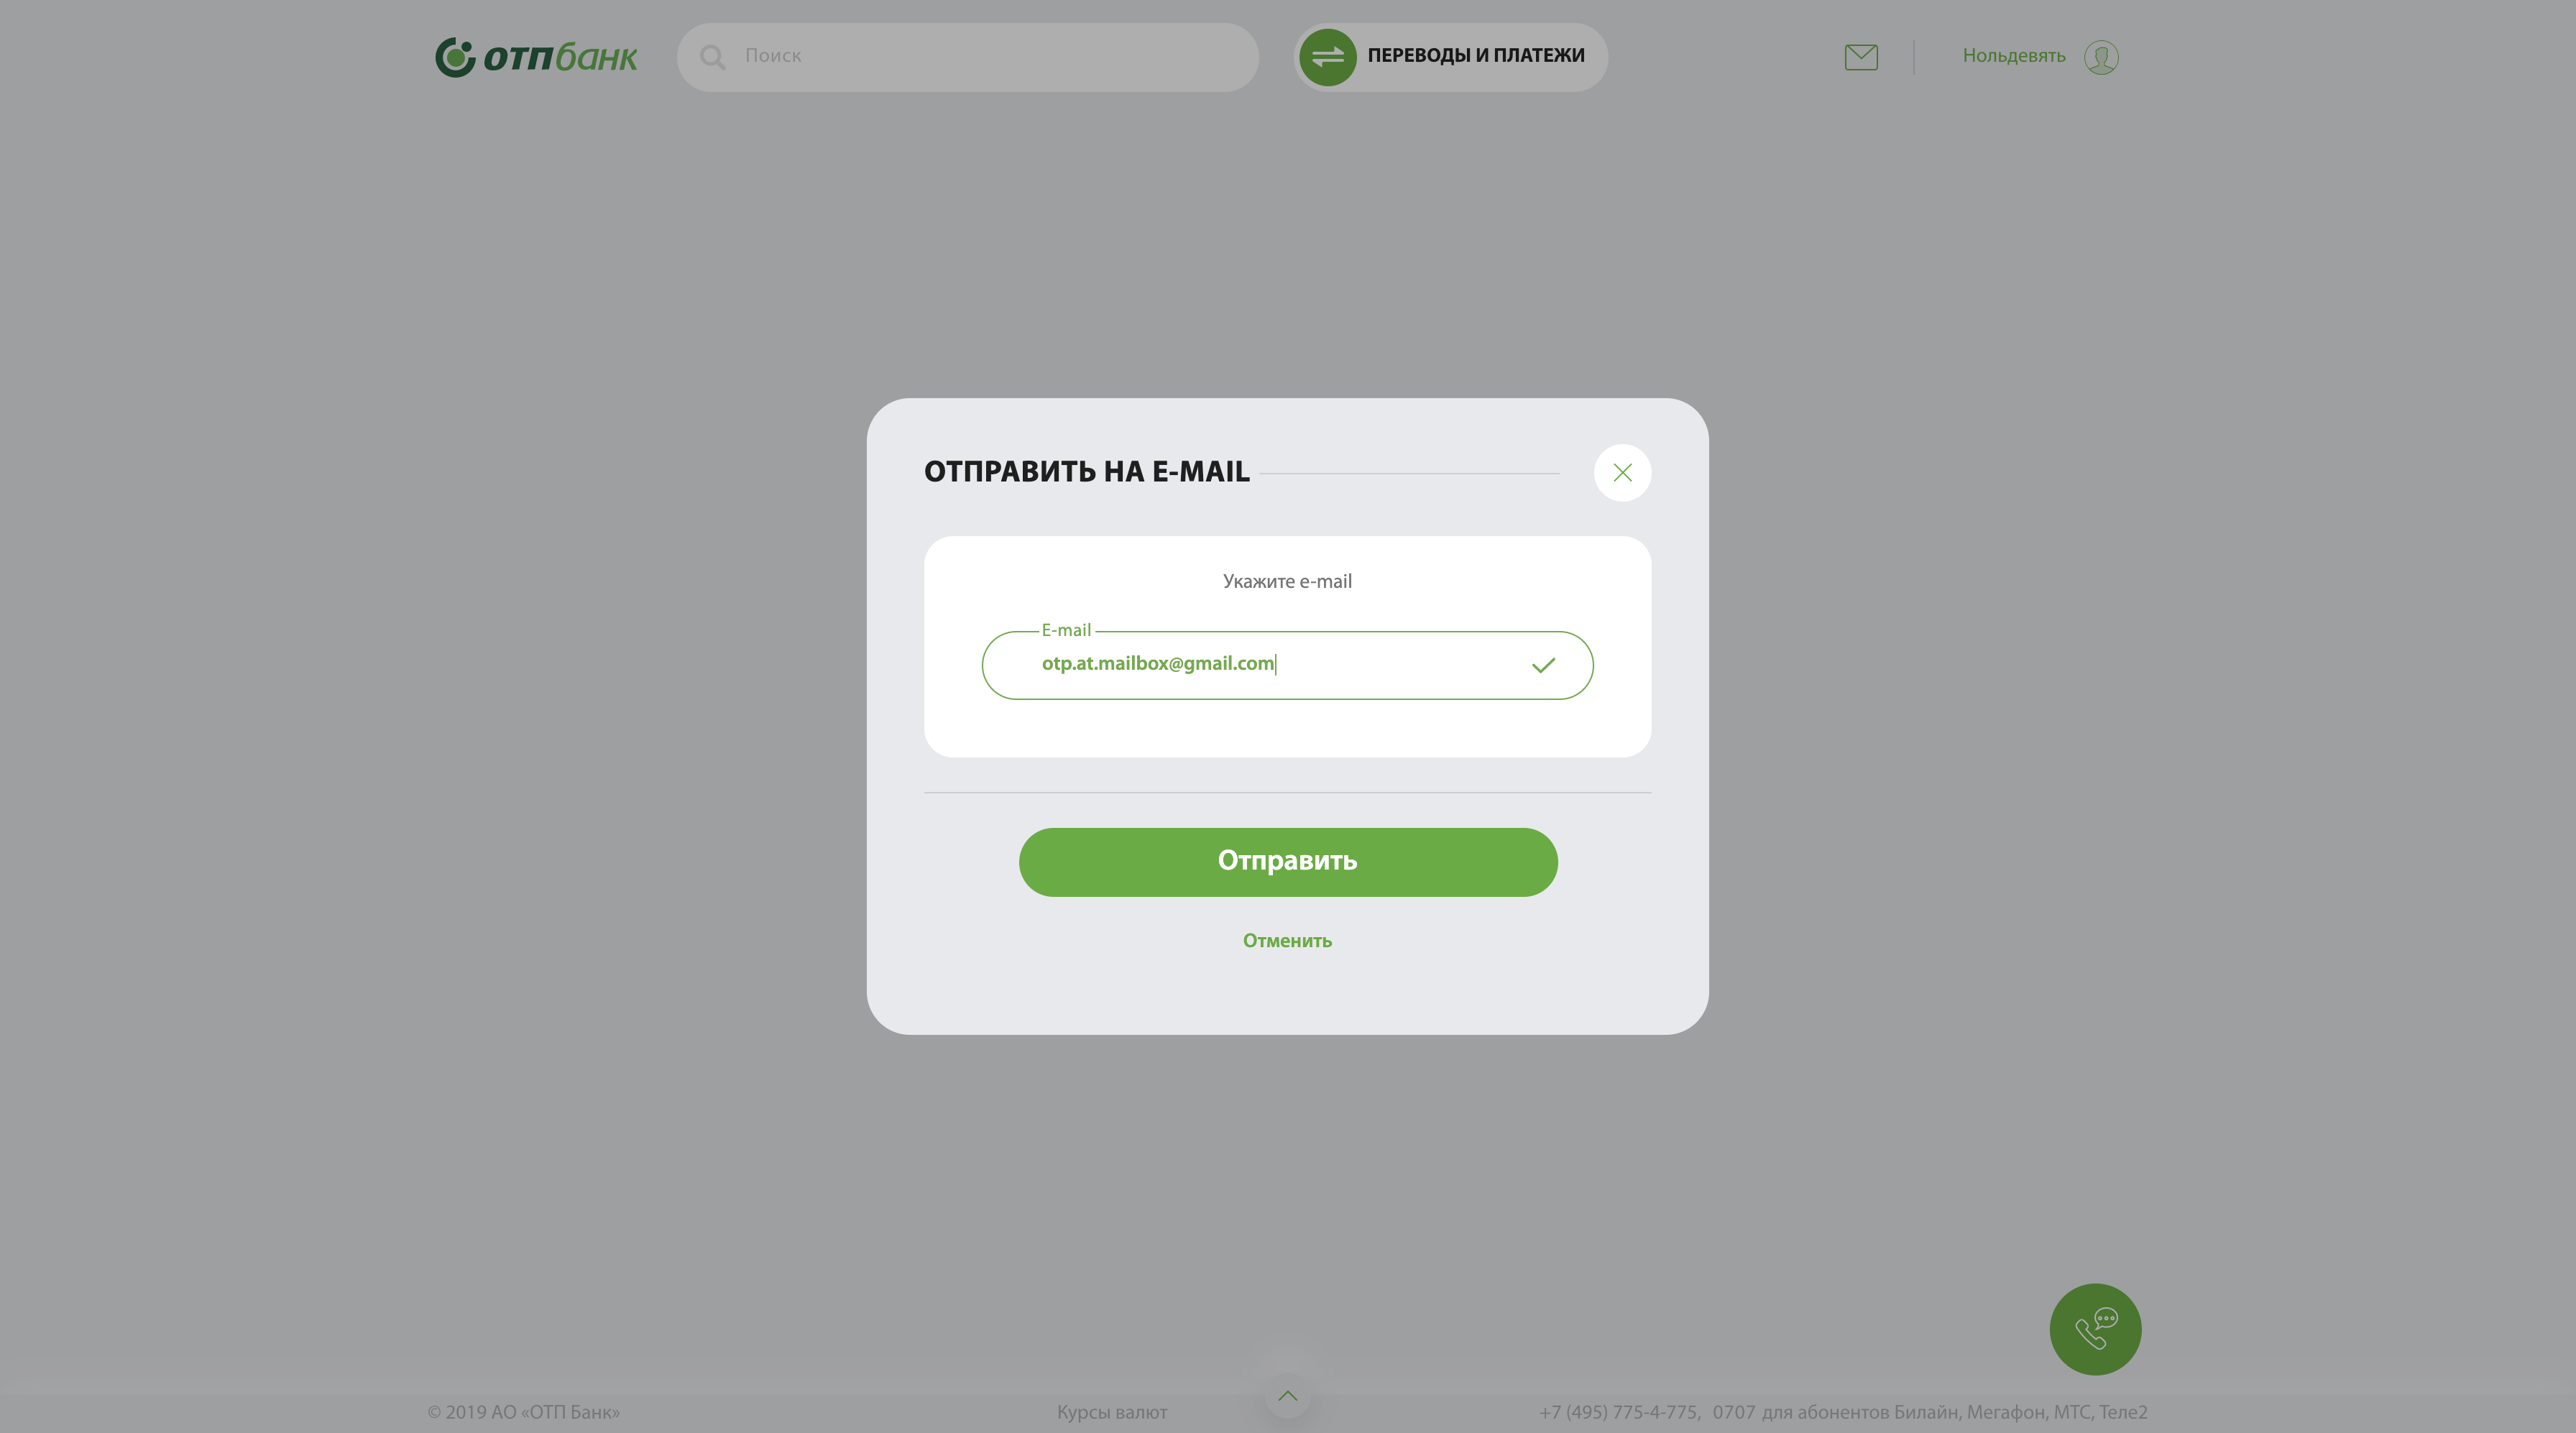 отпбанк
Поиск
ПЕРЕВОДЫ И ПЛАТЕЖИ
Нольдевять
ОТПРАВИТЬ НА E-MAIL
Укажите e-mail
E-mail
otp.at.mailbox@gmail.com
Отправить
Отменить
© 2019 АО «ОТП Банк»
Курсы валют
+7 (495) 775-4-775, 0707 для абонентов Билайн, Мегафон, МТС, Теле2